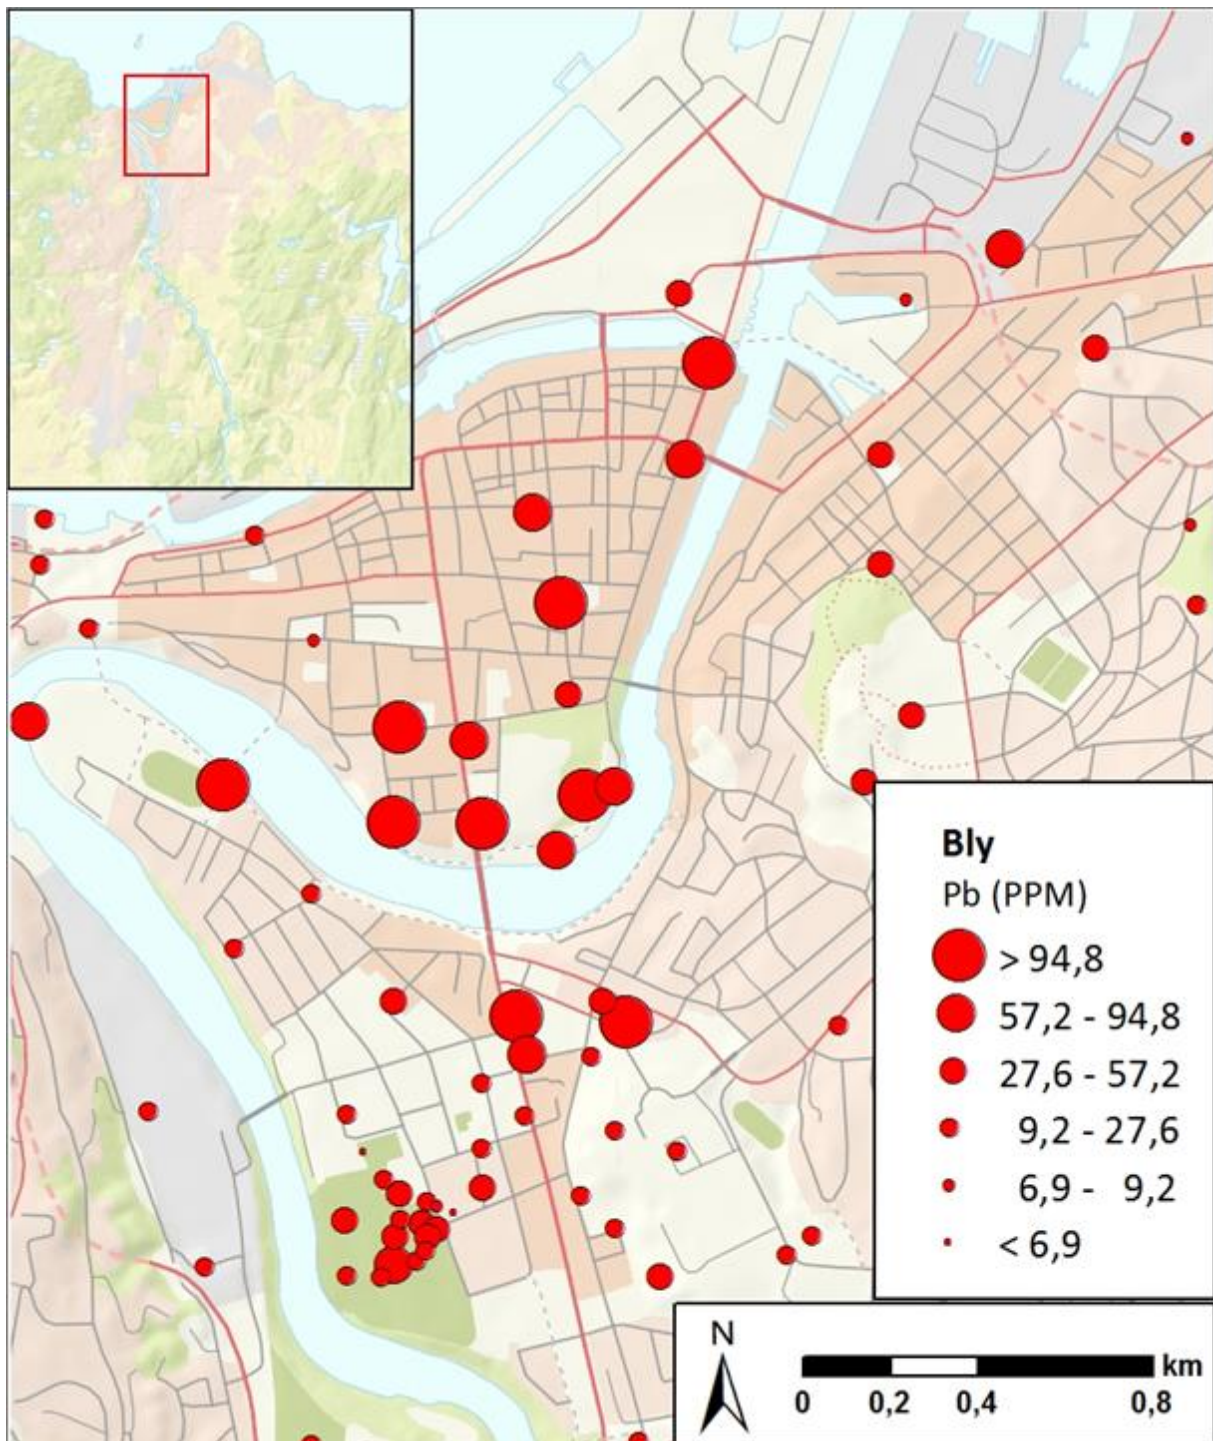 Bly
Pb (PPM)
> 94,8
57,2 - 94,8
27,6 - 57,2
9,2 - 27,6
6,9 - 9,2
< 6,9
N
km
0 0,2 0,4 0,8